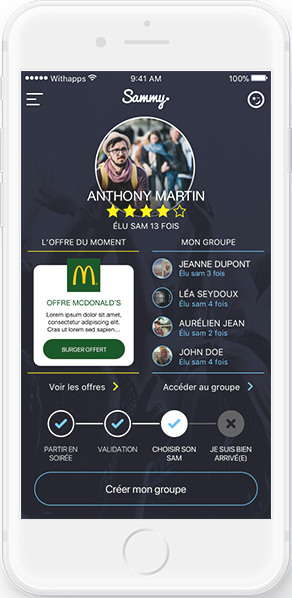 Withapps 9:41 AM 100%
Sammy
ANTHONY MARTIN
ÉLU SAM 13 FOIS
L'OFFRE DU MOMENT
OFFRE MCDONALD'S
Lorem ipsum dolor sit amet,
consectetur adipisicing elit.
Cras ut lorem sed sapien...
BURGER OFFERT
Voir les offres
MON GROUPE
JEANNE DUPONT
Élu sam 3 fois
LÉA SEYDOUX
Élu sam 4 fois
AURÉLIEN JEAN
Élu sam 2 fois
JOHN DOE
Élu sam 4 fois
Accéder au groupe
PARTIR EN
SOIRÉE
VALIDATION
CHOISIR SON
SAM
JE SUIS BIEN
ARRIVÉ(E)
Créer mon groupe